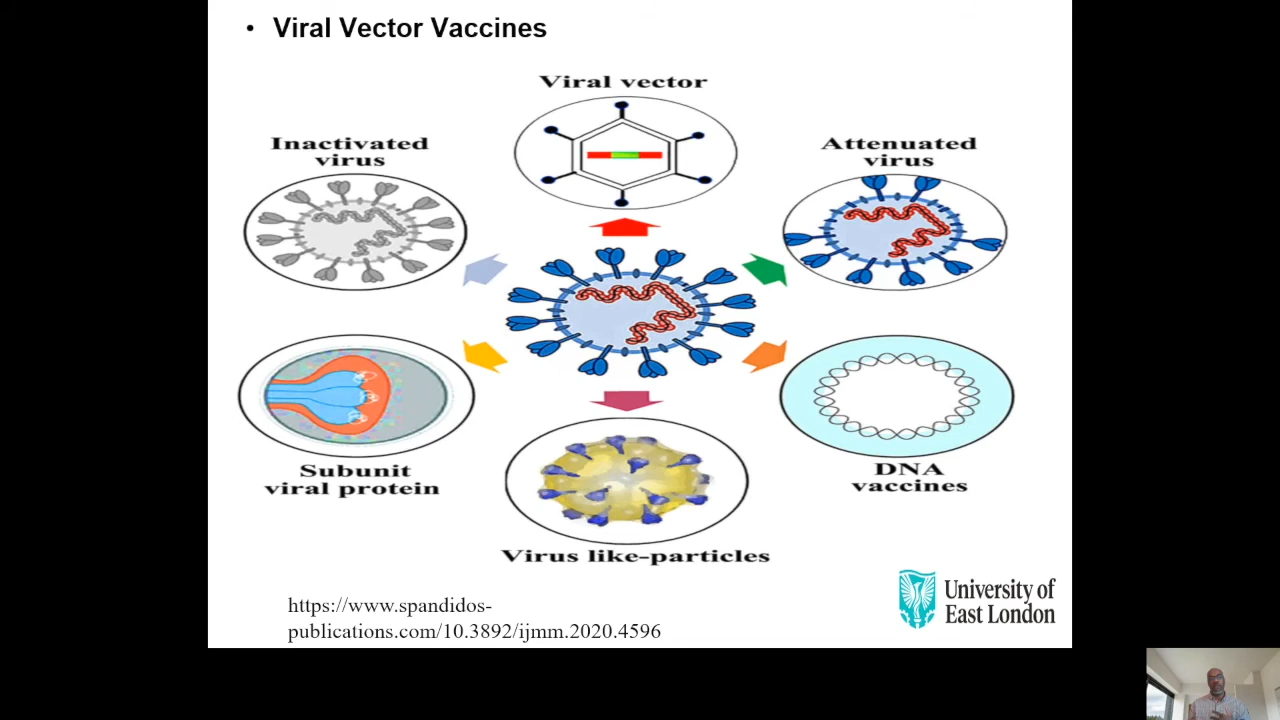 • Viral Vector Vaccines
Viral vector
Inactivated
virus
Attenuated
virus
Subunit
viral protein
DNA
vaccines
Virus like-particles
https://www.spandidos-
publications.com/10.3892/ijmm.2020.4596
University of
East London